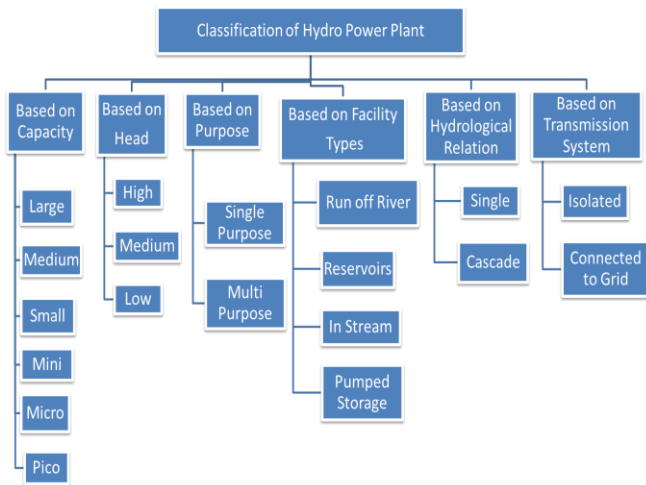 Classification of Hydro Power Plant
Based on
Capacity
Large
Medium
Small
Mini
Micro
Pico
Based on
Head
High
Medium
Low
Based on
Purpose
Single
Purpose
Multi
Purpose
Based on Facility
Types
Run off River
Reservoirs
In Stream
Pumped
Storage
Based on
Hydrological
Relation
Single
Cascade
Based on
Transmission
System
Isolated
Connected
to Grid